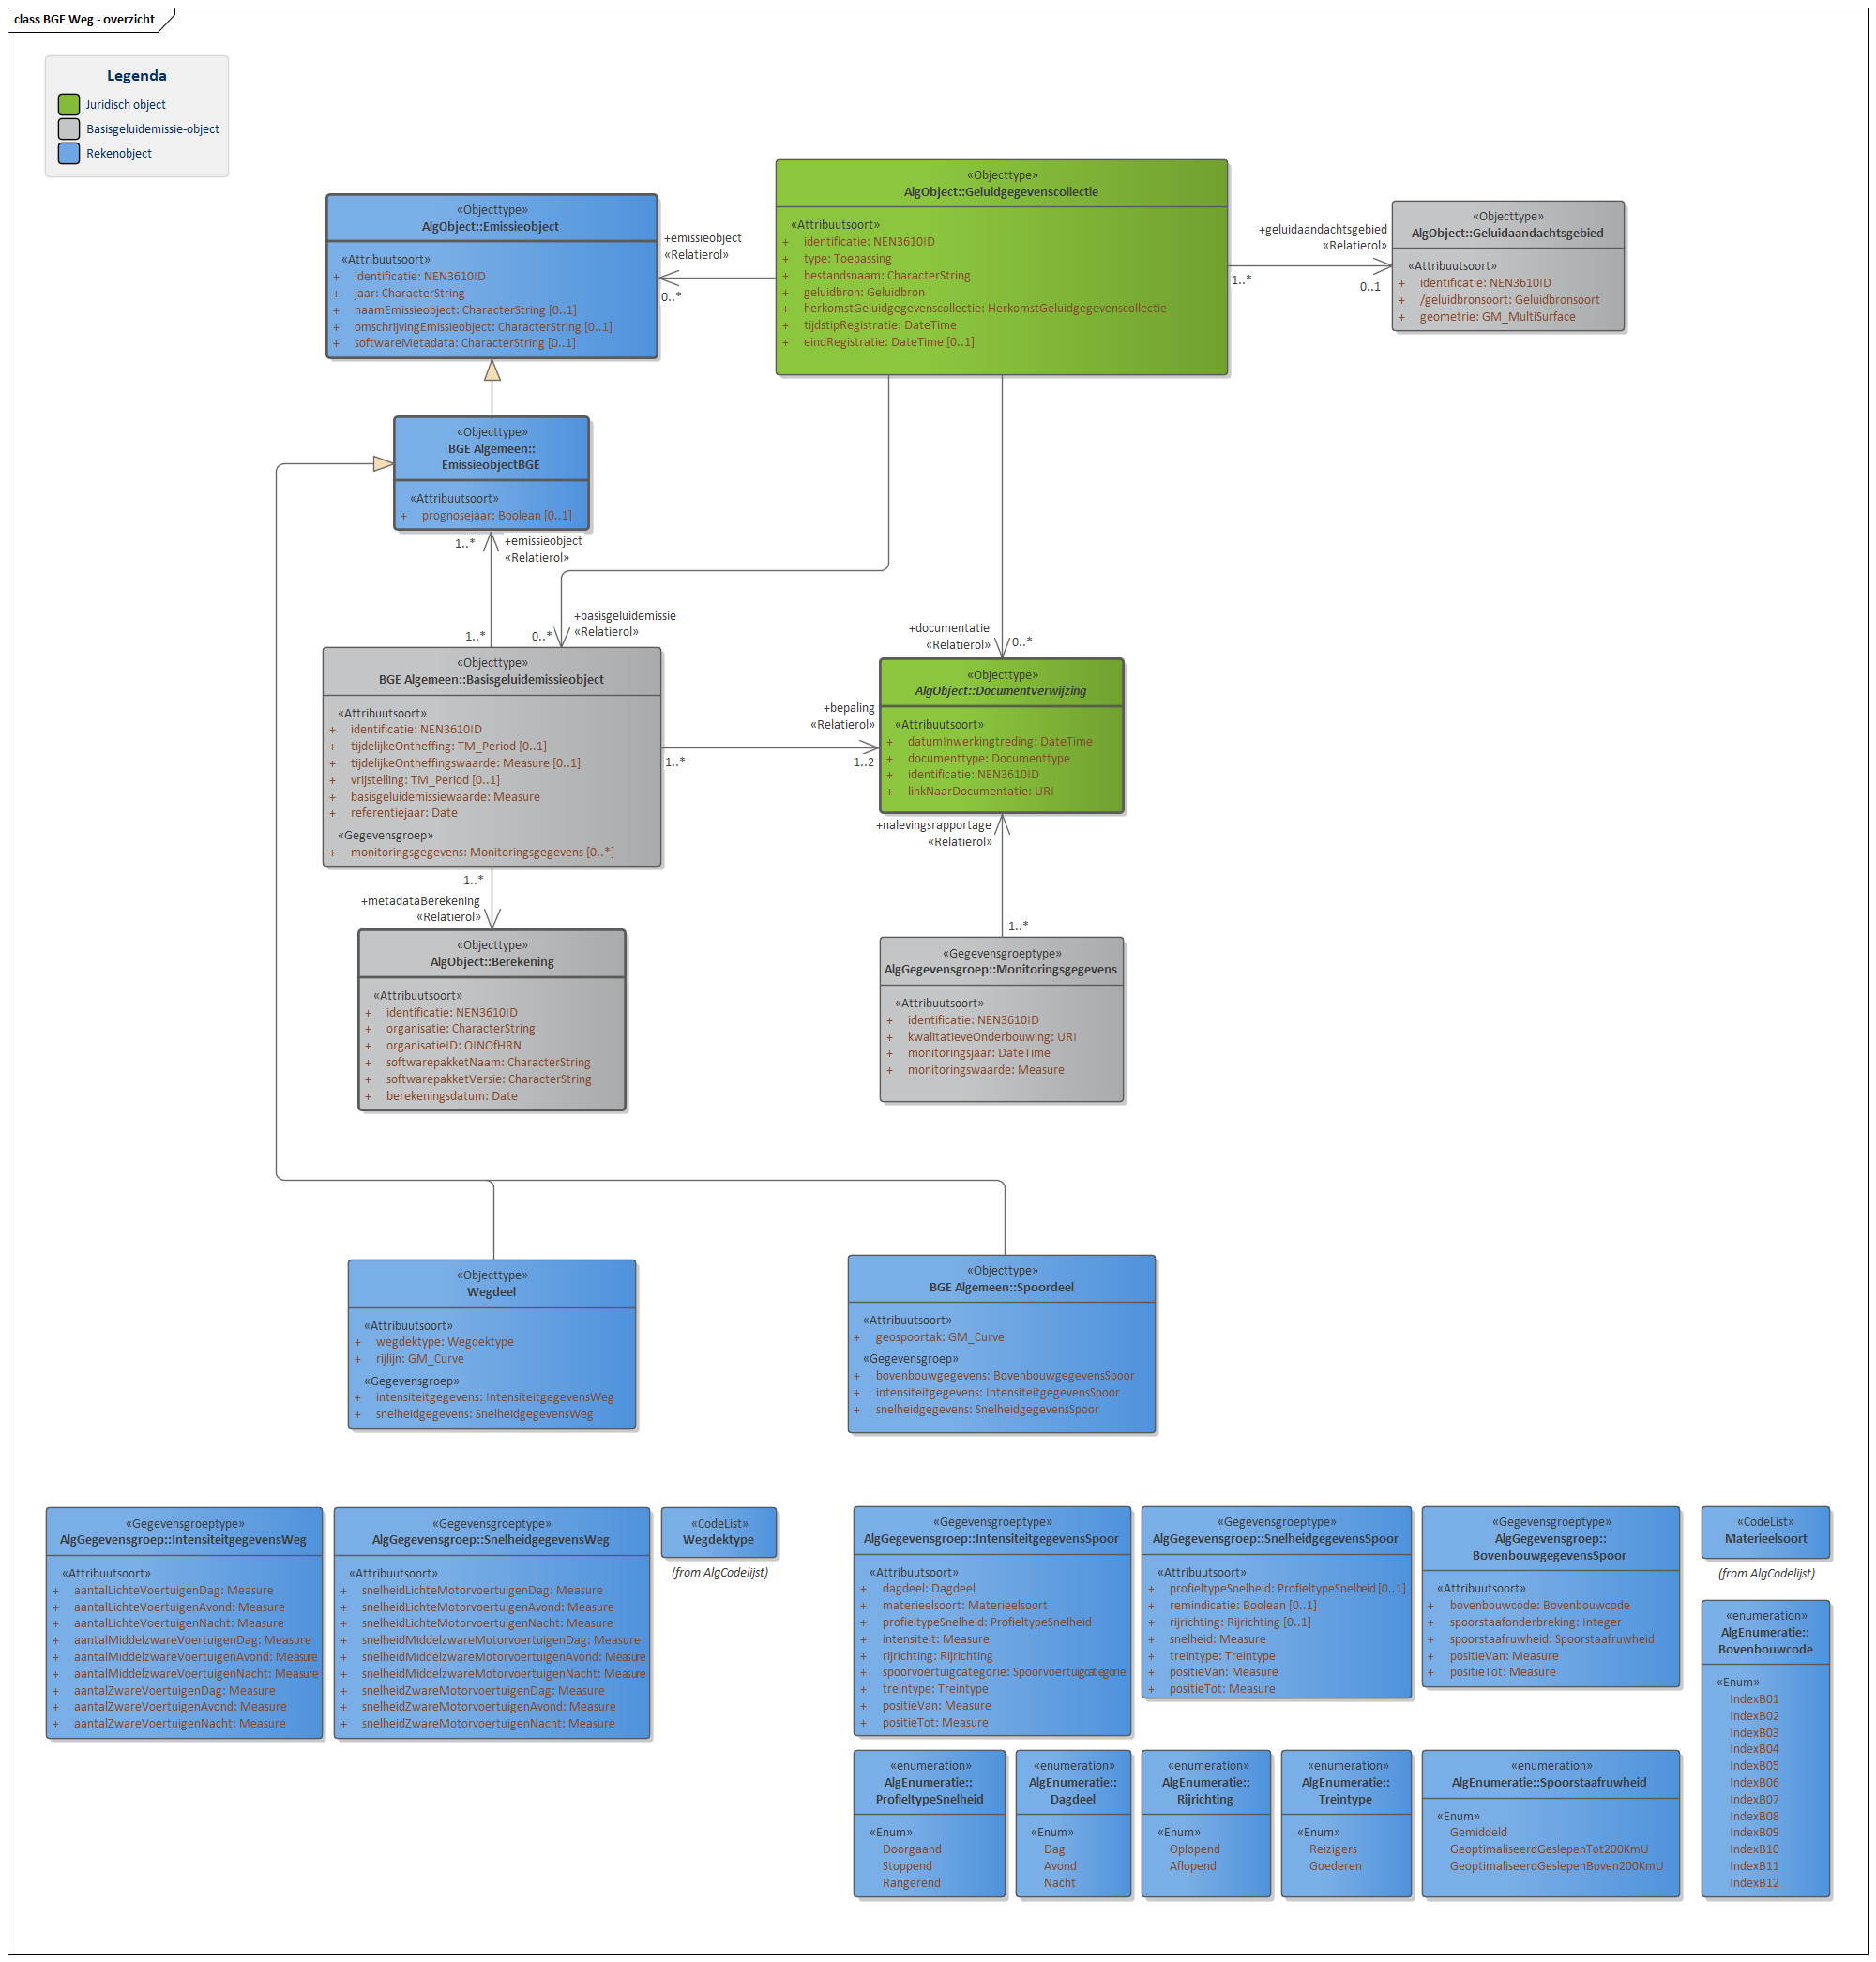 class BGE Weg - overzicht
Legenda
Juridisch object
Basisgeluidemissie-object
Rekenobject
«Objecttype»
AlgObject::Emissieobject
«Attribuutsoort»
+ identificatie: NEN3610ID
+ jaar: CharacterString
+ naamEmissieobject: CharacterString [0..1]
+ omschrijvingEmissieobject: CharacterString [0..1]
+ softwareMetadata: CharacterString [0..1]
+emissieobject
«Relatierol»
0..*
«Objecttype»
AlgObject::Geluidgegevenscollectie
«Attribuutsoort»
+ identificatie: NEN3610ID
+ type: Toepassing
+ bestandsnaam: CharacterString
+ geluidbron: Geluidbron
+ herkomstGeluidgegevenscollectie: HerkomstGeluidgegevenscollectie
+ tijdstipRegistratie: DateTime
+ eindRegistratie: DateTime [0..1]
+geluidaandachtsgebied
«Relatierol»
1..*
0..1
«Objecttype»
AlgObject::Geluidaandachtsgebied
«Attribuutsoort»
+ identificatie: NEN3610ID
+ /geluidbronsoort: Geluidbronsoort
+ geometrie: GM_MultiSurface
«Objecttype»
BGE Algemeen::
EmissieobjectBGE
«Attribuutsoort»
+ prognosejaar: Boolean [0..1]
1..*
+emissieobject
«Relatierol»
1..*
0..*
+basisgeluidemissie
«Relatierol»
+documentatie
«Relatierol»
0..*
«Objecttype»
BGE Algemeen::Basisgeluidemissieobject
«Attribuutsoort»
+ identificatie: NEN3610ID
+ tijdelijkeOntheffing: TM_Period [0..1]
+ tijdelijkeOntheffingswaarde: Measure [0..1]
+ vrijstelling: TM_Period [0..1]
+ basisgeluidemissiewaarde: Measure
+ referentiejaar: Date
«Gegevensgroep»
+ monitoringsgegevens: Monitoringsgegevens [0..*]
+bepaling
«Relatierol»
1..*
1..2
«Objecttype»
AlgObject::Documentverwijzing
«Attribuutsoort»
+ datumInwerkingtreding: DateTime
+ documenttype: Documenttype
+ identificatie: NEN3610ID
+ linkNaarDocumentatie: URI
+nalevingsrapportage
«Relatierol»
1..*
1..*
+metadataBerekening
«Relatierol»
«Objecttype»
AlgObject::Berekening
«Attribuutsoort»
+ identificatie: NEN3610ID
+ organisatie: CharacterString
+ organisatieID: OINOfHRN
+ softwarepakketNaam: CharacterString
+ softwarepakketVersie: CharacterString
+ berekeningsdatum: Date
«Gegevensgroeptype»
AlgGegevensgroep::Monitoringsgegevens
«Attribuutsoort»
+ identificatie: NEN3610ID
+ kwalitatieveOnderbouwing: URI
+ monitoringsjaar: DateTime
+ monitoringswaarde: Measure
«Objecttype»
Wegdeel
«Attribuutsoort»
+ wegdektype: Wegdektype
+ rijlijn: GM_Curve
«Gegevensgroep»
+ intensiteitgegevens: IntensiteitgegevensWeg
+ snelheidgegevens: SnelheidgegevensWeg
«Objecttype»
BGE Algemeen::Spoordeel
«Attribuutsoort»
+ geospoortak: GM_Curve
«Gegevensgroep»
+ bovenbouwgegevens: BovenbouwgegevensSpoor
+ intensiteitgegevens: IntensiteitgegevensSpoor
+ snelheidgegevens: SnelheidgegevensSpoor
«Gegevensgroeptype»
AlgGegevensgroep::IntensiteitgegevensWeg
«Attribuutsoort»
+ aantalLichteVoertuigenDag: Measure
+ aantalLichteVoertuigenAvond: Measure
+ aantalLichteVoertuigenNacht: Measure
+ aantalMiddelzwareVoertuigenDag: Measure
+ aantalMiddelzwareVoertuigenAvond: Measure
+ aantalMiddelzwareVoertuigenNacht: Measure
+ aantalZwareVoertuigenDag: Measure
+ aantalZwareVoertuigenAvond: Measure
+ aantalZwareVoertuigenNacht: Measure
«Gegevensgroeptype»
AlgGegevensgroep::SnelheidgegevensWeg
«Attribuutsoort»
+ snelheidLichteMotorvoertuigenDag: Measure
+ snelheidLichteMotorvoertuigenAvond: Measure
+ snelheidLichteMotorvoertuigenNacht: Measure
+ snelheidMiddelzwareMotorvoertuigenDag: Measure
+ snelheidMiddelzwareMotorvoertuigenAvond: Measure
+ snelheidMiddelzwareMotorvoertuigenNacht: Measure
+ snelheidZwareMotorvoertuigenDag: Measure
+ snelheidZwareMotorvoertuigenAvond: Measure
+ snelheidZwareMotorvoertuigenNacht: Measure
«CodeList»
Wegdektype
(from AlgCodelijst)
«Gegevensgroeptype»
AlgGegevensgroep::IntensiteitgegevensSpoor
«Attribuutsoort»
+ dagdeel: Dagdeel
+ materieelsoort: Materieelsoort
+ profieltypeSnelheid: ProfieltypeSnelheid
+ intensiteit: Measure
+ rijrichting: Rijrichting
+ spoorvoertuigcategorie: Spoorvoertuigcategorie
+ treintype: Treintype
+ positieVan: Measure
+ positieTot: Measure
«Gegevensgroeptype»
AlgGegevensgroep::SnelheidgegevensSpoor
«Attribuutsoort»
+ profieltypeSnelheid: ProfieltypeSnelheid [0..1]
+ remindicatie: Boolean [0..1]
+ rijrichting: Rijrichting [0..1]
+ snelheid: Measure
+ treintype: Treintype
+ positieVan: Measure
+ positieTot: Measure
«Gegevensgroeptype»
AlgGegevensgroep::
BovenbouwgegevensSpoor
«Attribuutsoort»
+ bovenbouwcode: Bovenbouwcode
+ spoorstaafonderbreking: Integer
+ spoorstaafruwheid: Spoorstaafruwheid
+ positieVan: Measure
+ positieTot: Measure
«CodeList»
Materieelsoort
(from AlgCodelijst)
«enumeration»
AlgEnumeratie::
Bovenbouwcode
«Enum»
IndexB01
IndexB02
IndexB03
IndexB04
IndexB05
IndexB06
IndexB07
IndexB08
IndexB09
IndexB10
IndexB11
IndexB12
«enumeration»
AlgEnumeratie::
ProfieltypeSnelheid
«Enum»
Doorgaand
Stoppend
Rangerend
«enumeration»
AlgEnumeratie::
Dagdeel
«Enum»
Dag
Avond
Nacht
«enumeration»
AlgEnumeratie::
Rijrichting
«Enum»
Oplopend
Aflopend
«enumeration»
AlgEnumeratie::
Treintype
«Enum»
Reizigers
Goederen
«enumeration»
AlgEnumeratie::Spoorstaafruwheid
«Enum»
Gemiddeld
GeoptimaliseerdGeslepenTot200KmU
GeoptimaliseerdGeslepenBoven200KmU